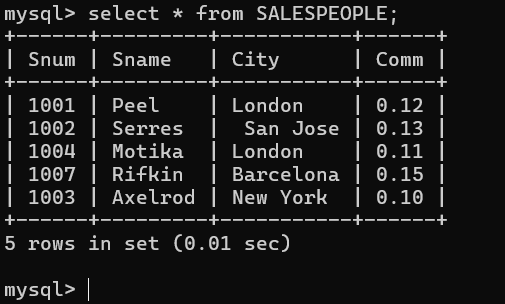 mysql> select * from SALESPEOPLE;
+------+---------+-----------+------+
| Snum | Sname   | City      | Comm |
+------+---------+-----------+------+
| 1001 | Peel    | London    | 0.12 |
| 1002 | Serres  |  San Jose | 0.13 |
| 1004 | Motika  | London    | 0.11 |
| 1007 | Rifkin  | Barcelona | 0.15 |
| 1003 | Axelrod | New York  | 0.10 |
+------+---------+-----------+------+
5 rows in set (0.01 sec)
mysql>